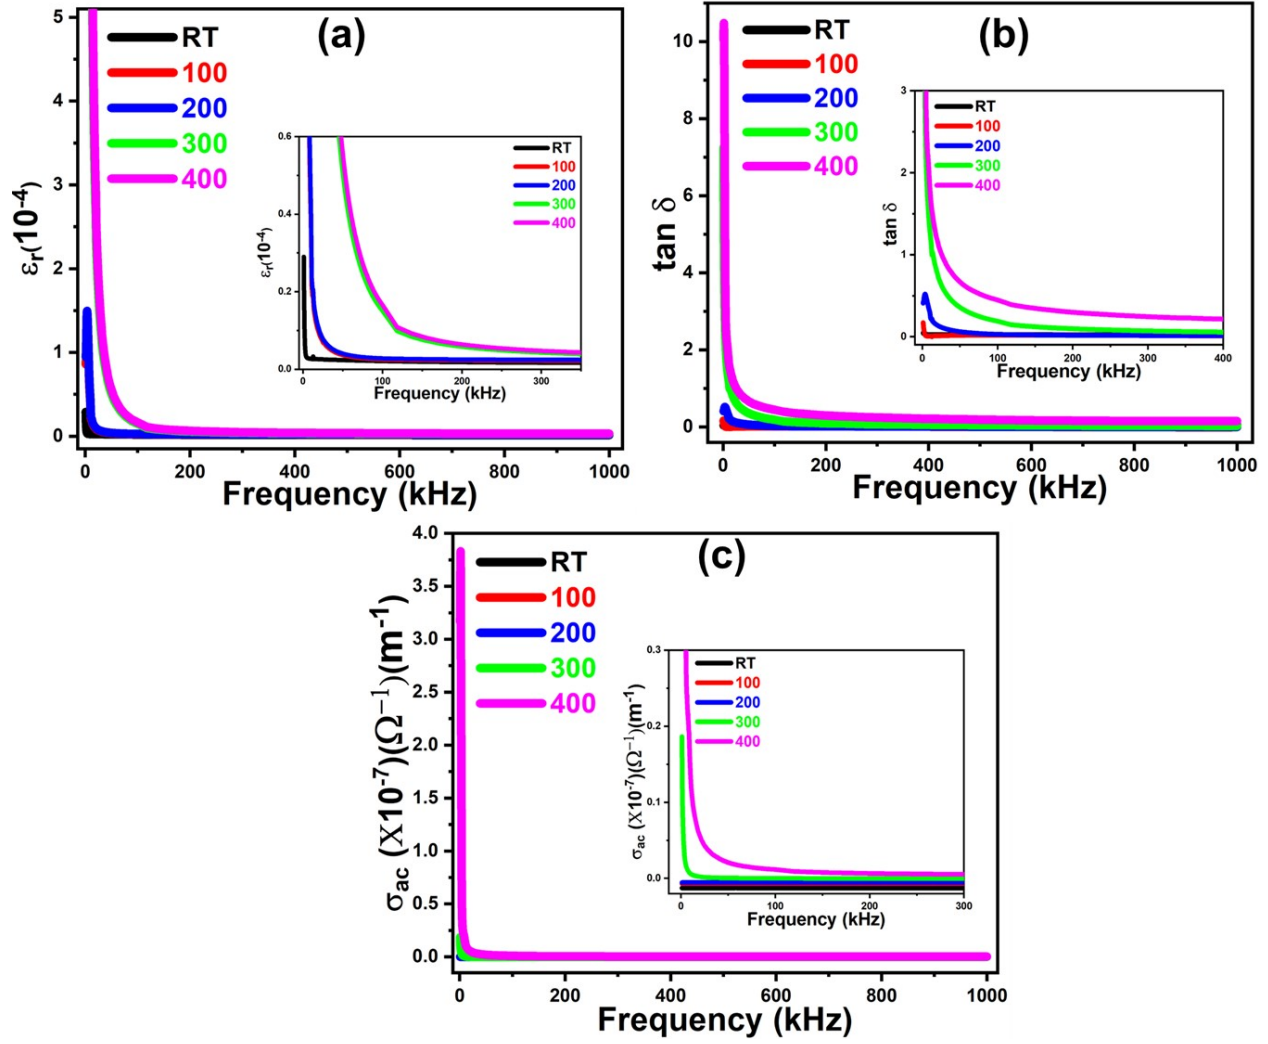 (a)
RT
100
200
300
400
5
4
3
2
1
0
εr(10-4)
0 200 400 600 800 1000
Frequency (kHz)
RT
100
200
300
400
0.6
0.4
0.2
0.0
εr(10-4)
0 100 200 300
Frequency (kHz)
(b)
RT
100
200
300
400
10
8
6
4
2
0
tan δ
0 200 400 600 800 1000
Frequency (kHz)
RT
100
200
300
400
3
2
1
0
tan δ
0 100 200 300 400
Frequency (kHz)
(c)
RT
100
200
300
400
4.0
3.5
3.0
2.5
2.0
1.5
1.0
0.5
0.0
σac (X10-7)(Ω−1)(m-1)
0 200 400 600 800 1000
Frequency (kHz)
RT
100
200
300
400
0.3
0.2
0.1
0.0
σac (X10-7)(Ω−1)(m-1)
0 100 200 300
Frequency (kHz)